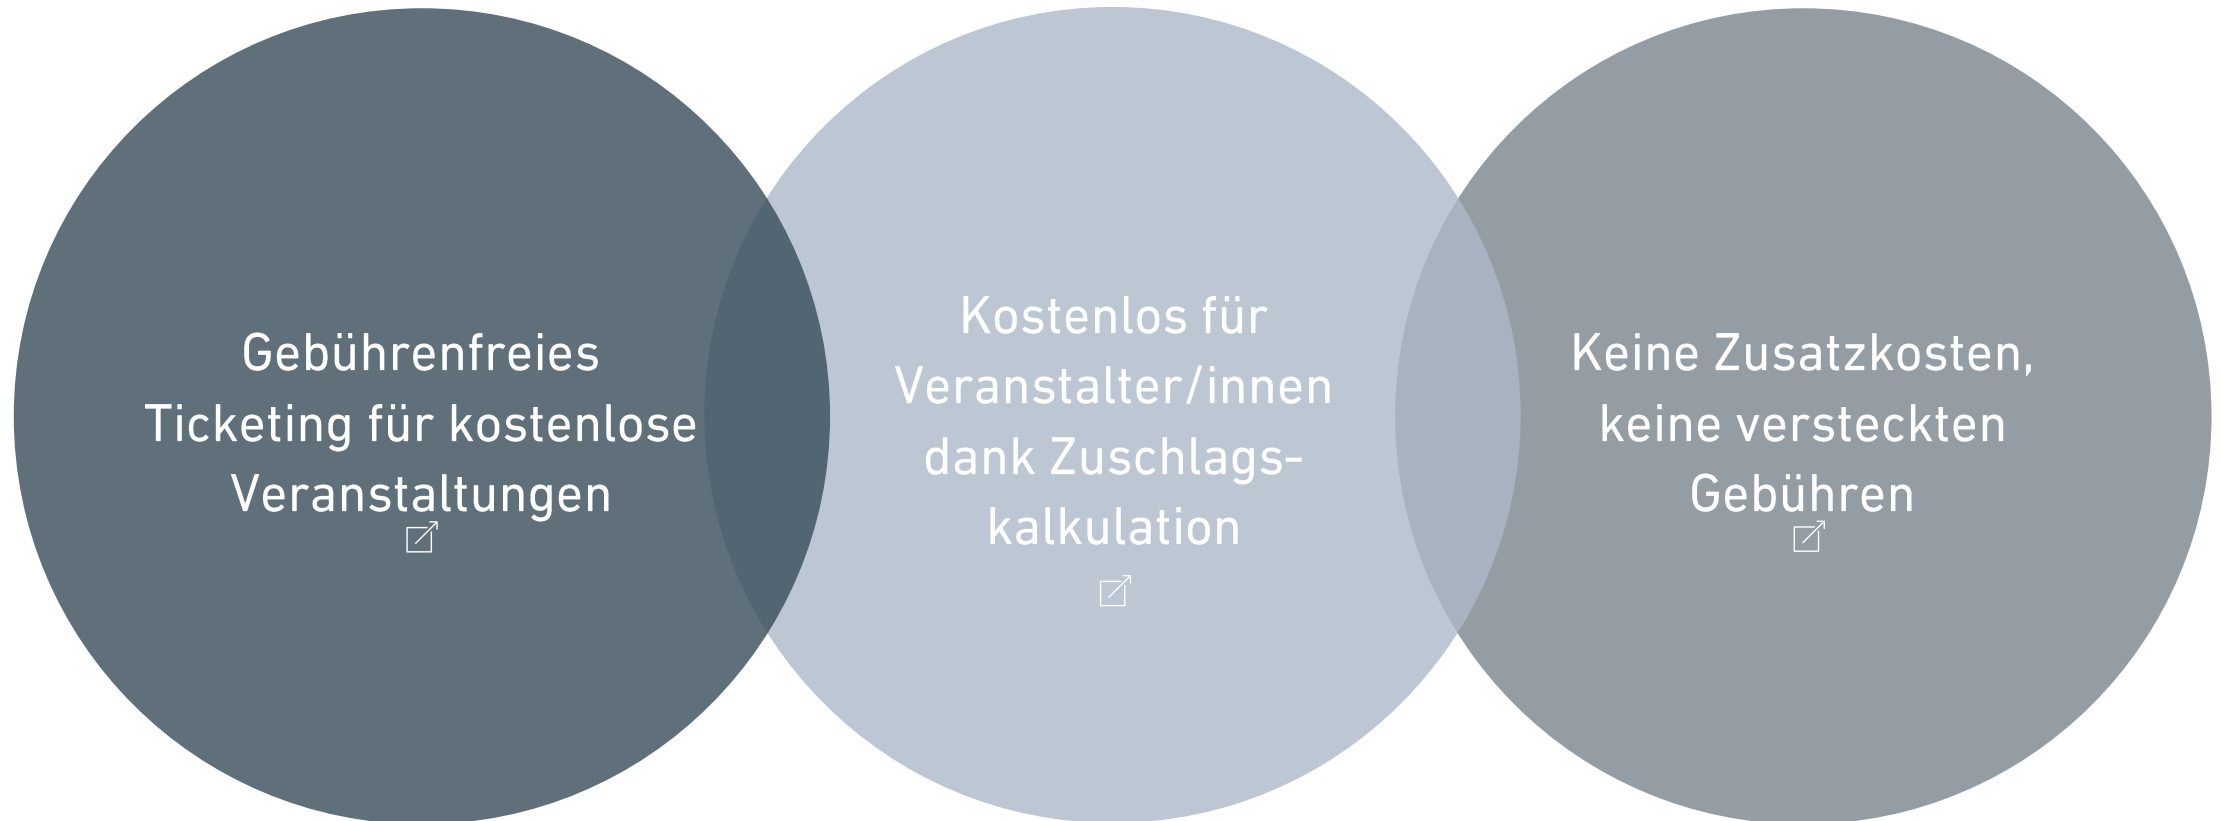 Gebührenfreies
Ticketing für kostenlose
Veranstaltungen
Kostenlos für
Veranstalter/innen
dank Zuschlags-
kalkulation
Keine Zusatzkosten,
keine versteckten
Gebühren